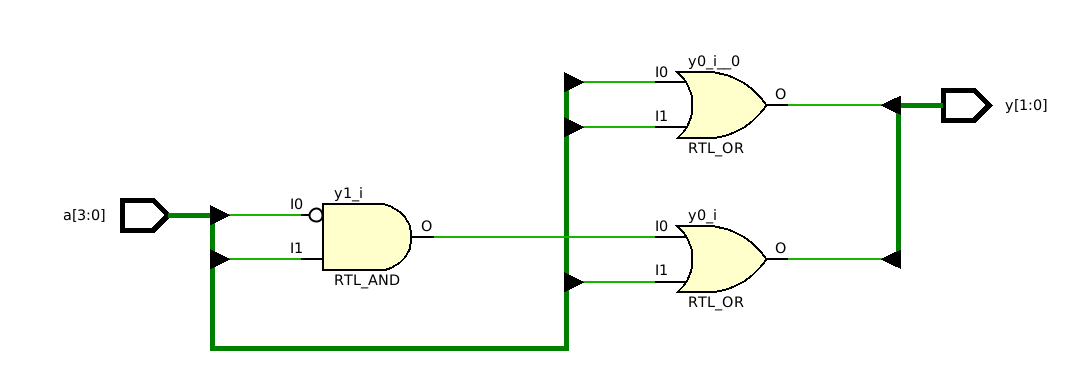 y0_i__0
I0
O
y[1:0]
I1
RTL_OR
y1_i
a[3:0]
I0
O
I1
RTL_AND
y0_i
I0
O
I1
RTL_OR